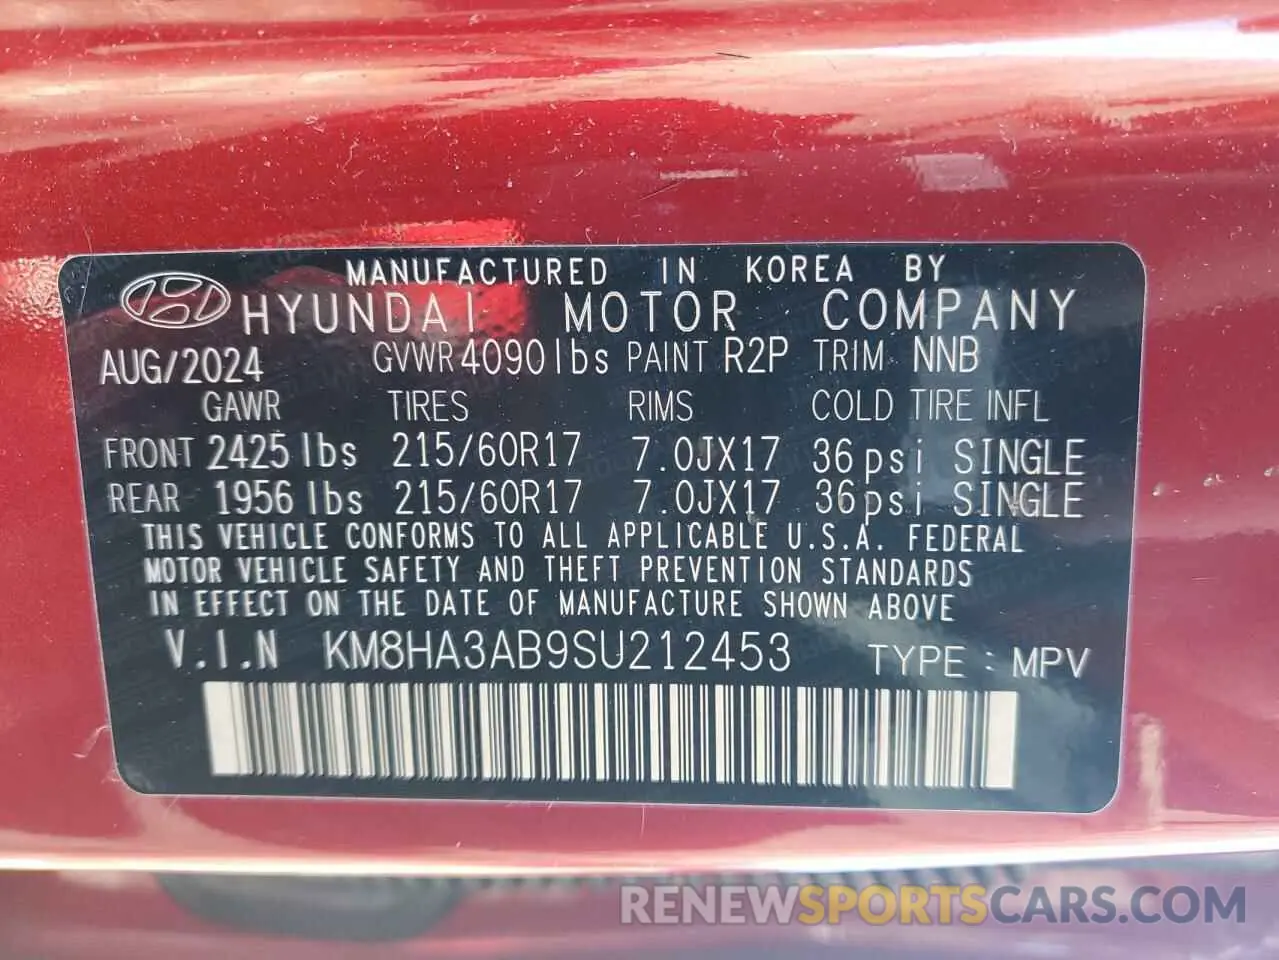 MANUFACTURED IN KOREA BY
HYUNDAI MOTOR COMPANY
AUG/2024 GVWR 4090lbs PAINT R2P TRIM NNB
GAWR TIRES RIMS COLD TIRE INFL
FRONT 2425 lbs 215/60R17 7.0JX17 36psi SINGLE
REAR 1956 lbs 215/60R17 7.0JX17 36psi SINGLE
THIS VEHICLE CONFORMS TO ALL APPLICABLE U.S.A. FEDERAL
MOTOR VEHICLE SAFETY AND THEFT PREVENTION STANDARDS
IN EFFECT ON THE DATE OF MANUFACTURE SHOWN ABOVE
V.I.N KM8HA3AB9SU212453 TYPE : MPV
RENEWSPORTSCARS.COM